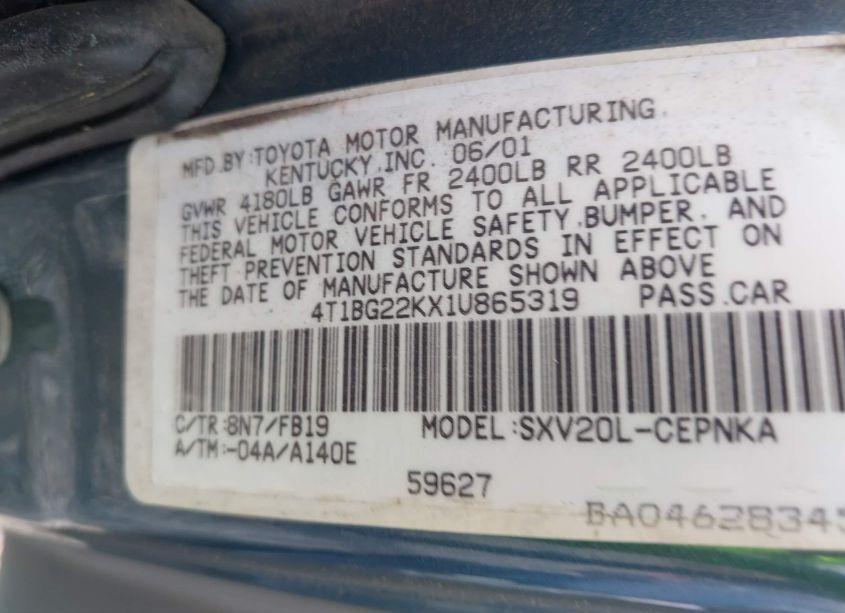 MFD.BY:TOYOTA MOTOR MANUFACTURING,
KENTUCKY,INC. 06/01
GVWR 4180LB GAWR FR 2400LB RR 2400LB
THIS VEHICLE CONFORMS TO ALL APPLICABLE
FEDERAL MOTOR VEHICLE SAFETY,BUMPER, AND
THEFT PREVENTION STANDARDS IN EFFECT ON
THE DATE OF MANUFACTURE SHOWN ABOVE
4T1BG22KX1U865319 PASS.CAR
C/TR:8N7/FB19 MODEL:SXV20L-CEPNKA
A/TM:-04A/A140E
59627
BA04628345